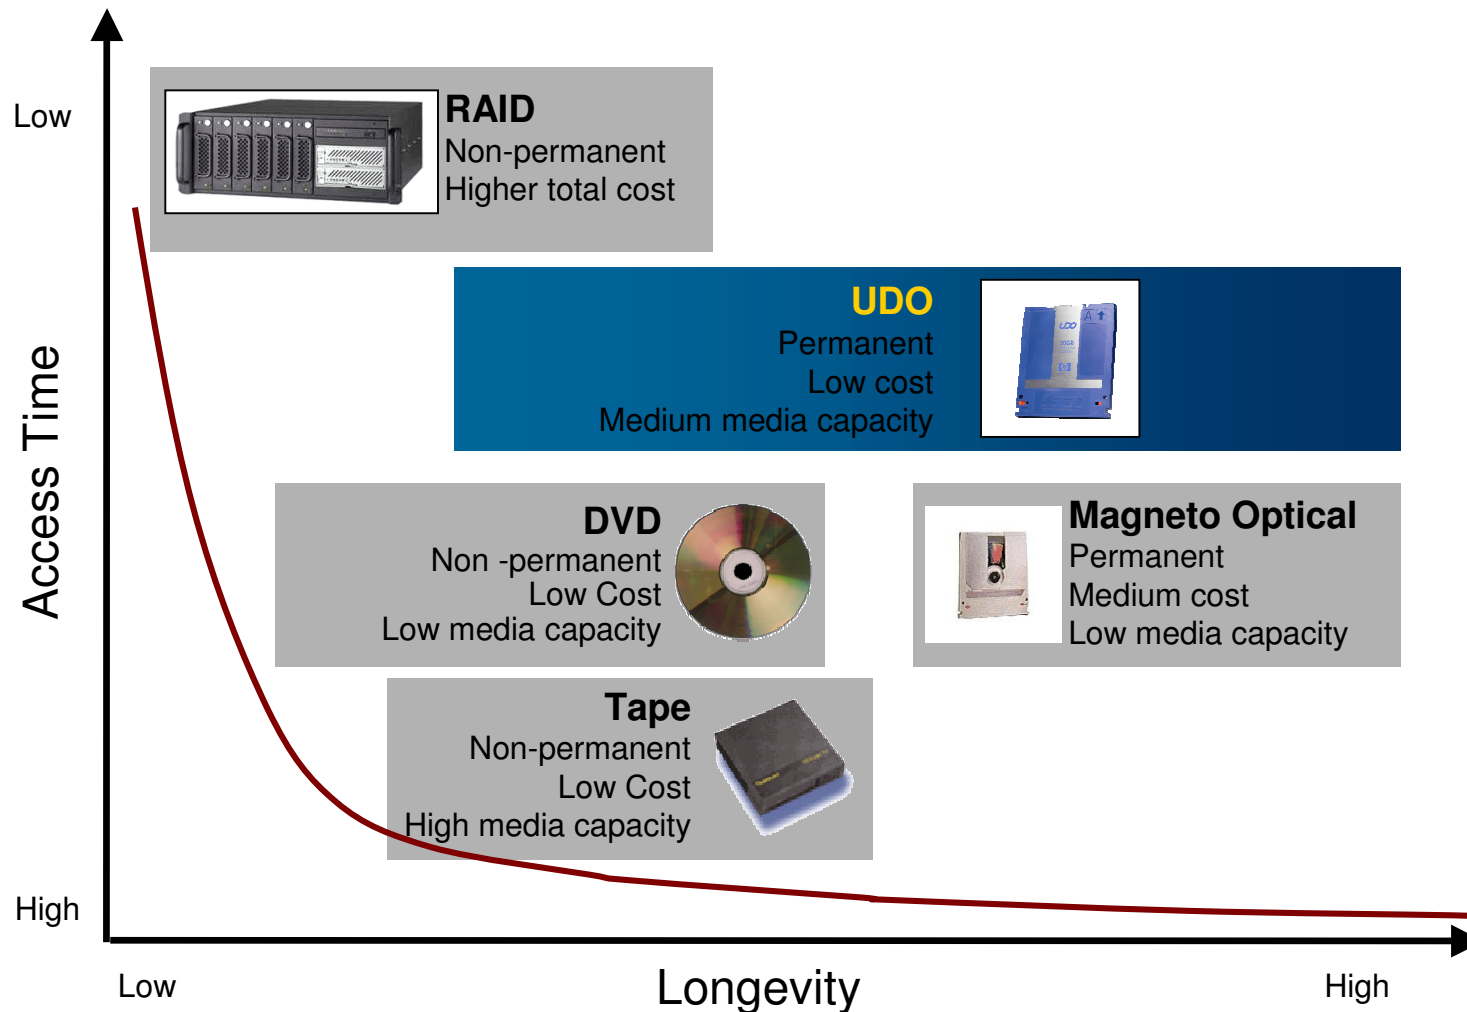 Low
RAID
Non-permanent
Higher total cost
UDO
Permanent
Low cost
Medium media capacity
UDO
30GB
A
Access Time
DVD
Non -permanent
Low Cost
Low media capacity
Magneto Optical
Permanent
Medium cost
Low media capacity
Tape
Non-permanent
Low Cost
High media capacity
High
Low
Longevity
High